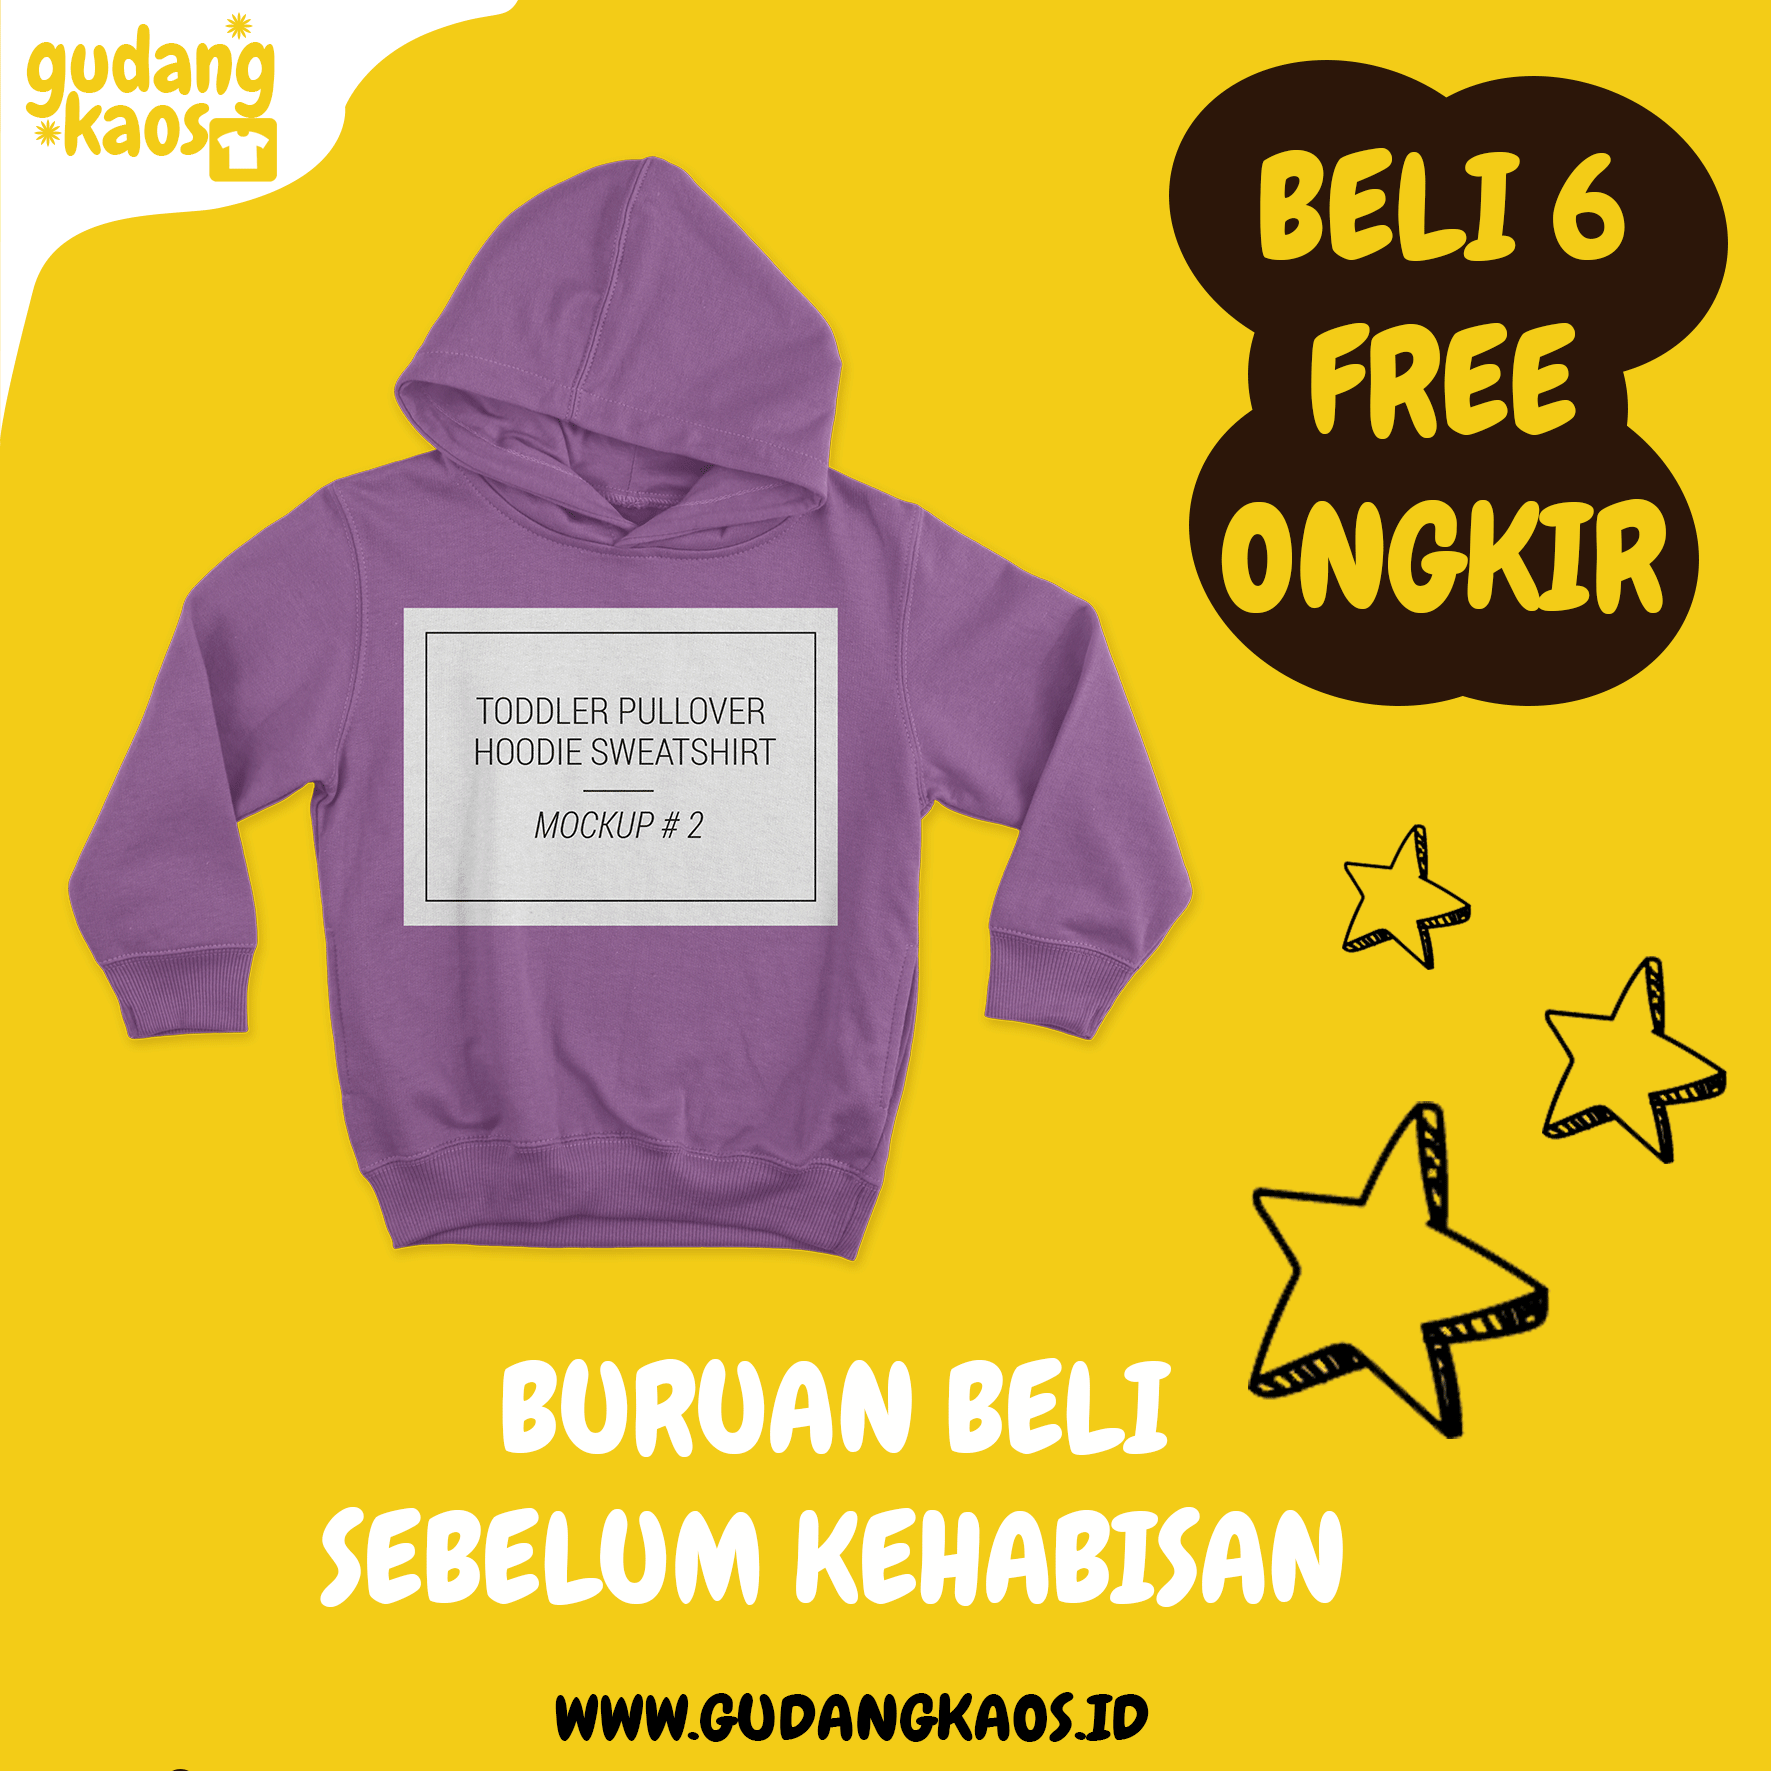 gudang
kaos
BELI 6
FREE
ONGKIR
TODDLER PULLOVER
HOODIE SWEATSHIRT
MOCKUP # 2
BURUAN BELI
SEBELUM KEHABISAN
WWW.GUDANGKAOS.ID